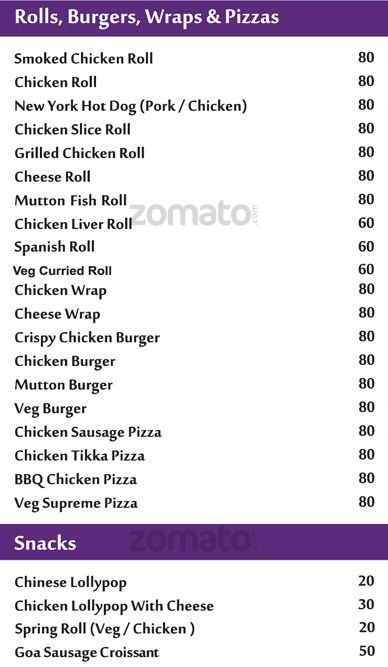 Rolls, Burgers, Wraps & Pizzas
Smoked Chicken Roll 80
Chicken Roll 80
New York Hot Dog (Pork / Chicken) 80
Chicken Slice Roll 80
Grilled Chicken Roll 80
Cheese Roll 80
Mutton Fish Roll 80
zomato.com
Chicken Liver Roll 60
Spanish Roll 60
Veg Curried Roll 60
Chicken Wrap 80
Cheese Wrap 80
Crispy Chicken Burger 80
Chicken Burger 80
Mutton Burger 80
Veg Burger 80
Chicken Sausage Pizza 80
Chicken Tikka Pizza 80
BBQ Chicken Pizza 80
Veg Supreme Pizza 80
Snacks
zomato.com
Chinese Lollypop 20
Chicken Lollypop With Cheese 30
Spring Roll (Veg / Chicken ) 20
Goa Sausage Croissant 50